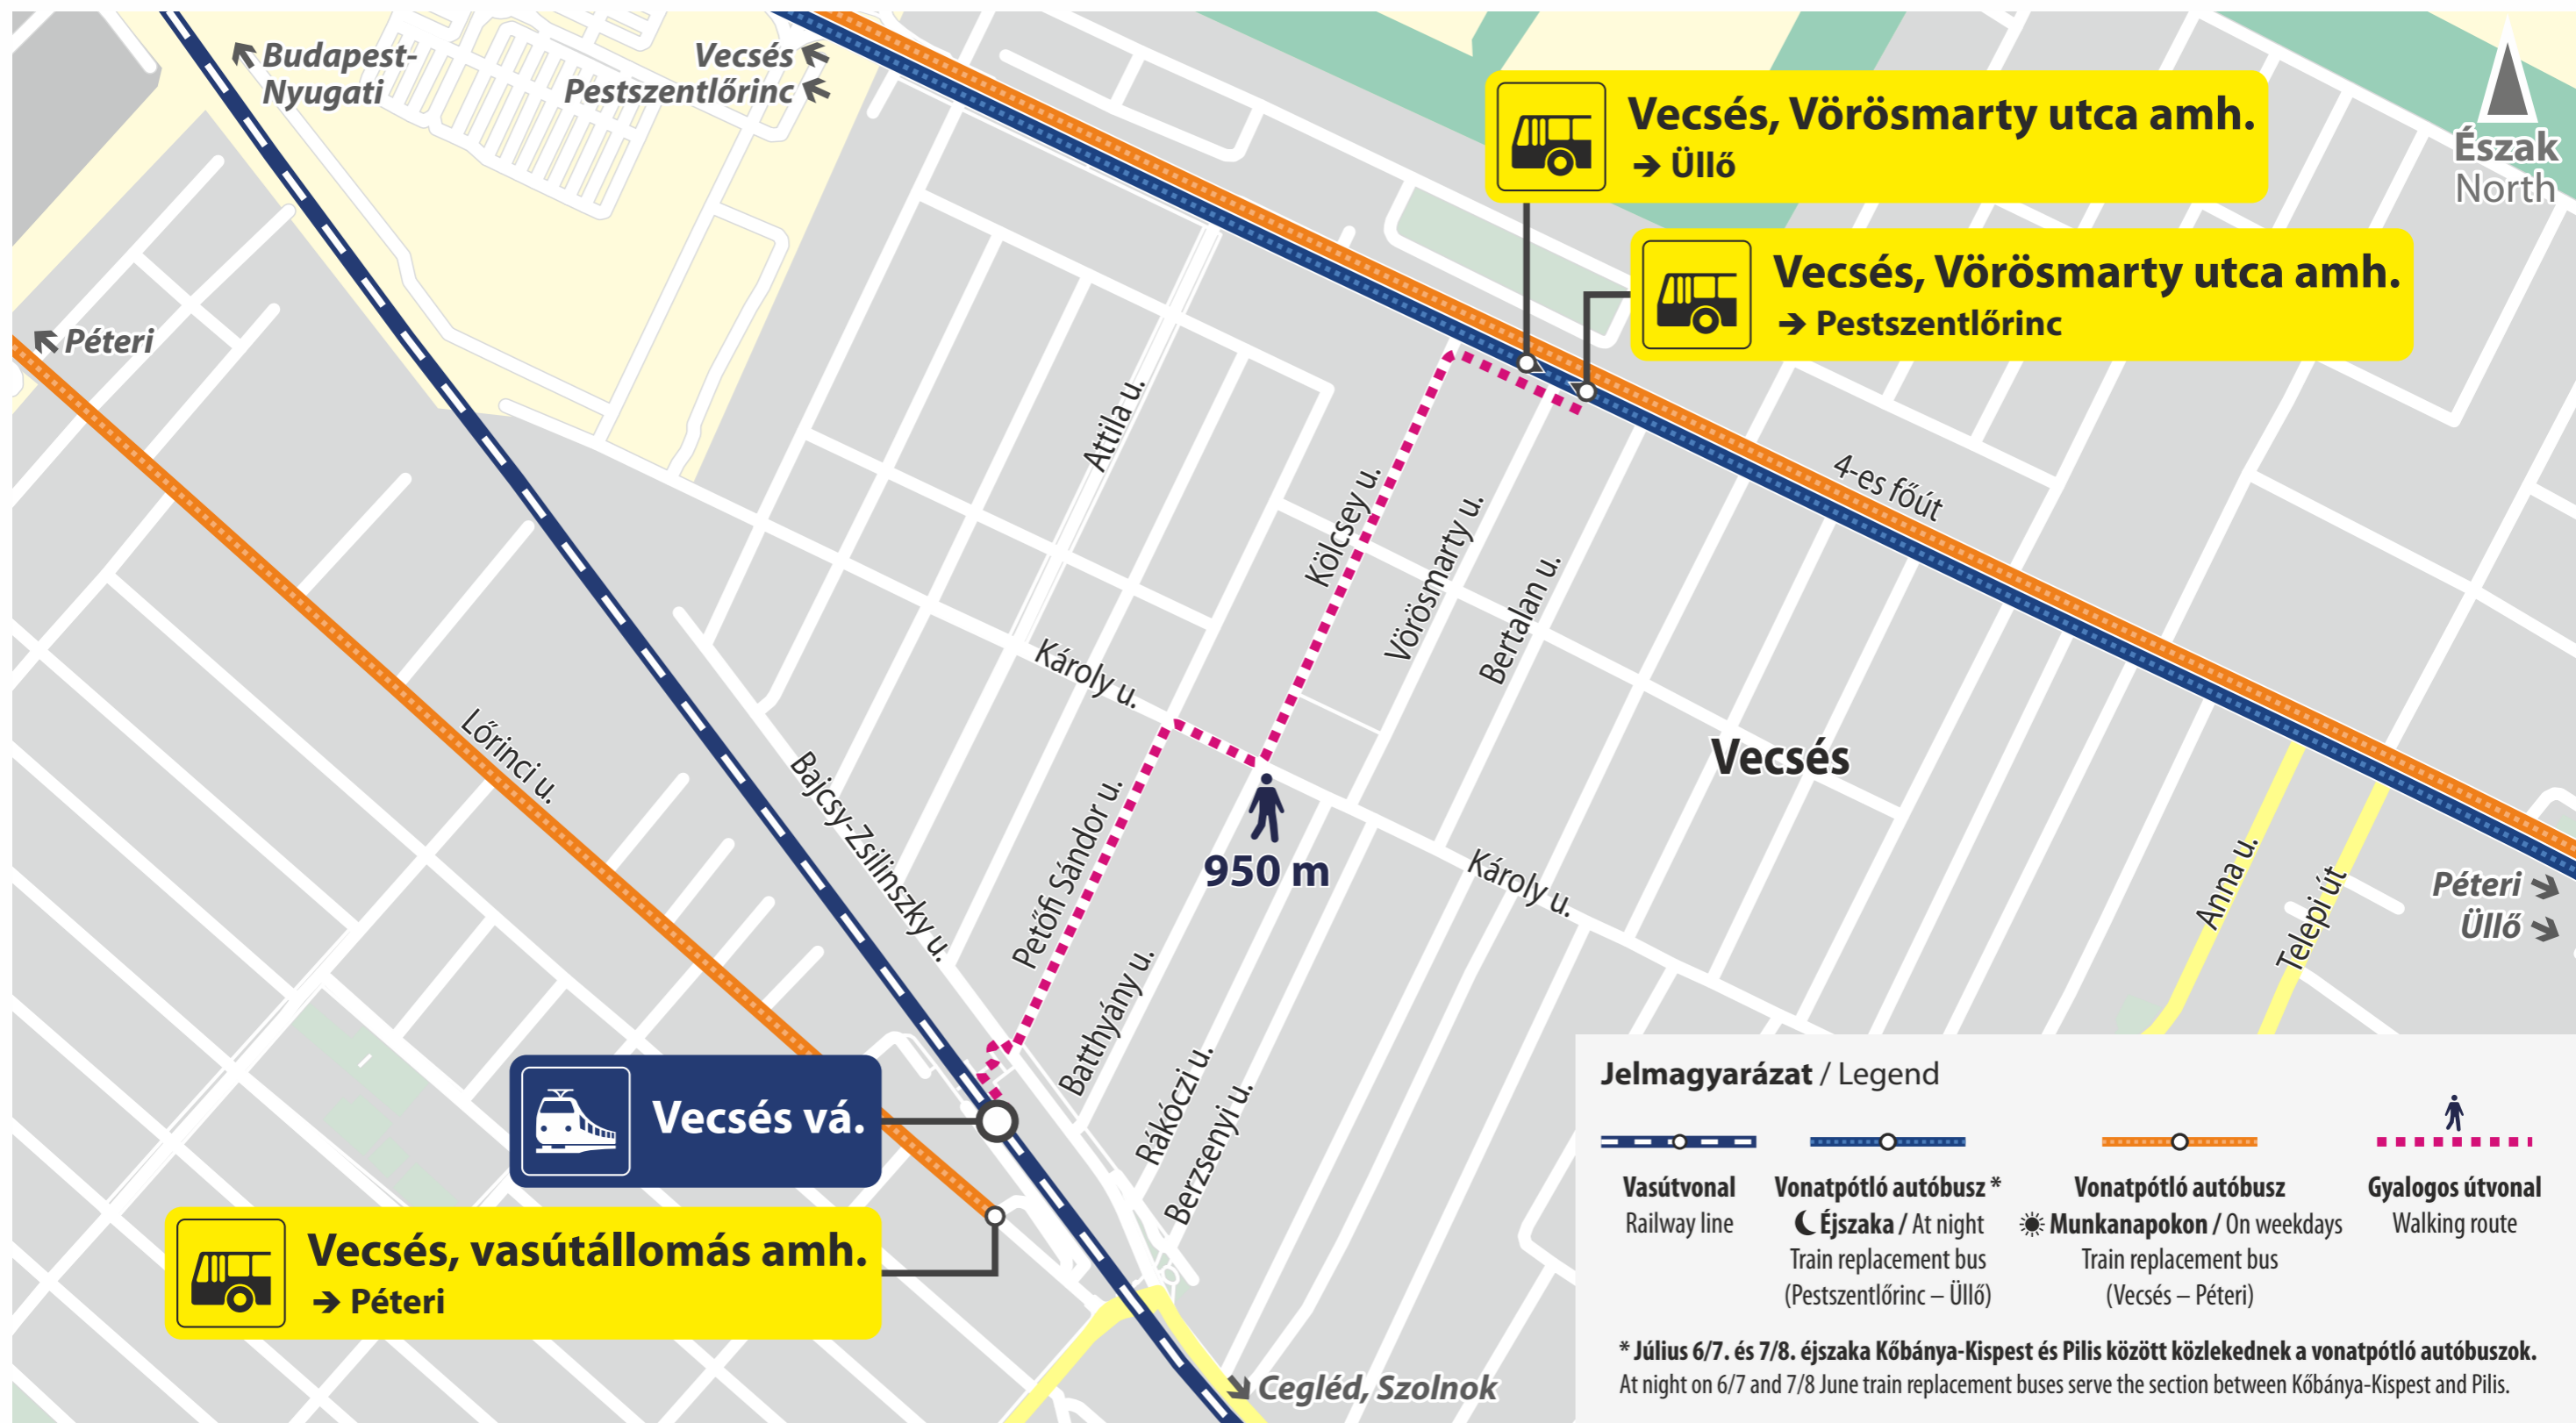 Budapest-
Nyugati
Vecsés
Pestszentlőrinc
Vecsés, Vörösmarty utca amh.
→ Üllő
Észak
North
Vecsés, Vörösmarty utca amh.
→ Pestszentlőrinc
Péteri
Attila u.
4-es főút
Kölcsey u.
Vörösmarty u.
Bertalan u.
Károly u.
Lőrinci u.
Bajcsy-Zsilinszky u.
Vecsés
Petőfi Sándor u.
950 m
Károly u.
Anna u.
Telepi út
Péteri
Üllő
Batthyány u.
Rákóczi u.
Berzsenyi u.
Vecsés vá.
Vecsés, vasútállomás amh.
→ Péteri
Cegléd, Szolnok
Jelmagyarázat / Legend
Vasútvonal
Railway line
Vonatpótló autóbusz *
Éjszaka / At night
Train replacement bus
(Pestszentlőrinc – Üllő)
Vonatpótló autóbusz
Munkanapokon / On weekdays
Train replacement bus
(Vecsés – Péteri)
Gyalogos útvonal
Walking route
* Július 6/7. és 7/8. éjszaka Kőbánya-Kispest és Pilis között közlekednek a vonatpótló autóbuszok.
At night on 6/7 and 7/8 June train replacement buses serve the section between Kőbánya-Kispest and Pilis.